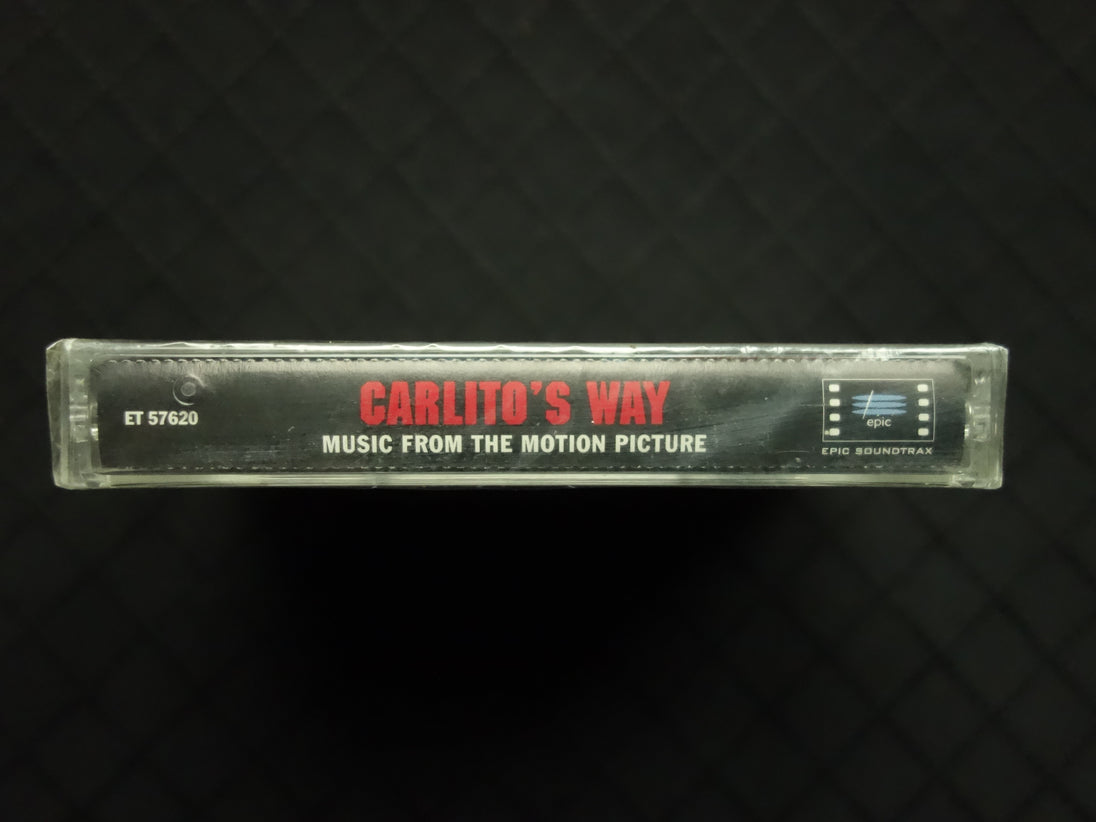 ET 57620
CARLITO'S WAY
MUSIC FROM THE MOTION PICTURE
epic
EPIC SOUNDTRAX